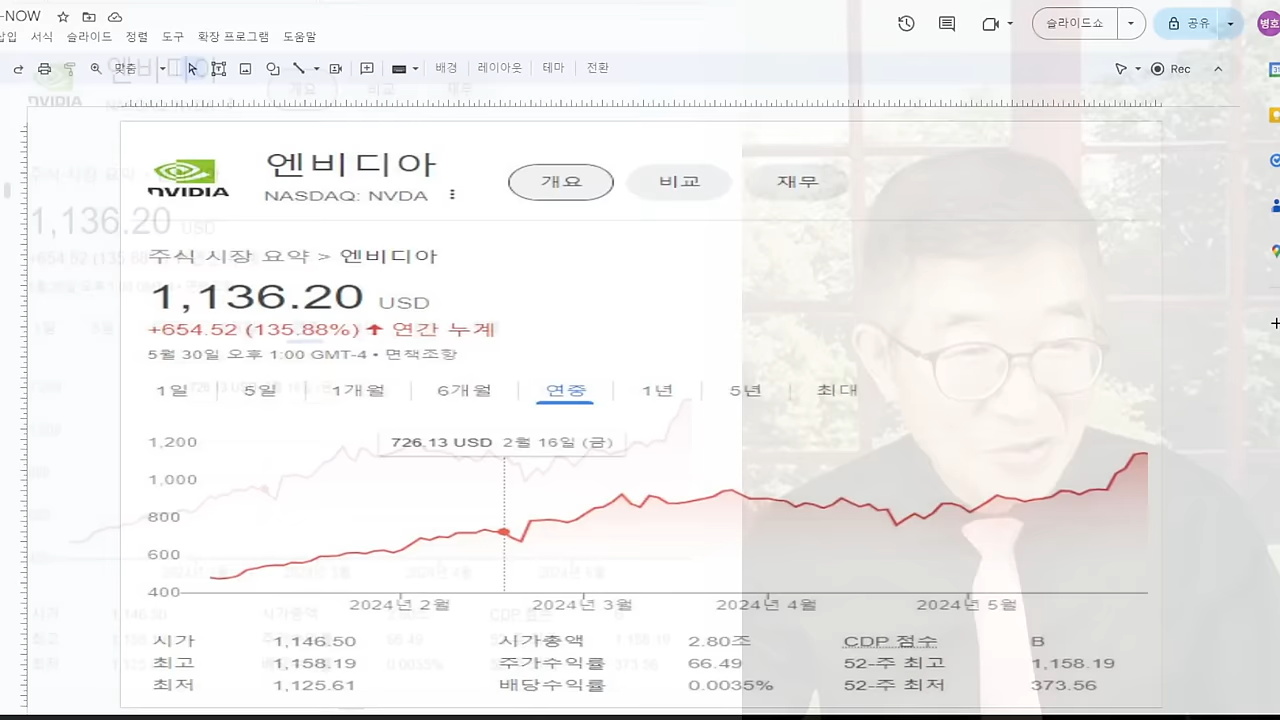 -NOW
삽입 서식 슬라이드 정렬 도구 확장 프로그램 도움말
슬라이드쇼
공유
병호
맞춤
배경 레이아웃 테마 전환
Rec
NVIDIA
엔비디아
NASDAQ: NVDA
개요 비교 재무
주식 시장 요약 > 엔비디아
1,136.20 USD
+654.52 (135.88%) ↑ 연간 누계
5월 30일 오후 1:00 GMT-4 • 면책조항
1일 5일 1개월 6개월 연중 1년 5년 최대
726.13 USD 2월 16일 (금)
1,200
1,000
800
600
400
2024년 2월 2024년 3월 2024년 4월 2024년 5월
시가 1,146.50 시가총액 2.80조 CDP 점수 B
최고 1,158.19 주가수익률 66.49 52-주 최고 1,158.19
최저 1,125.61 배당수익률 0.0035% 52-주 최저 373.56